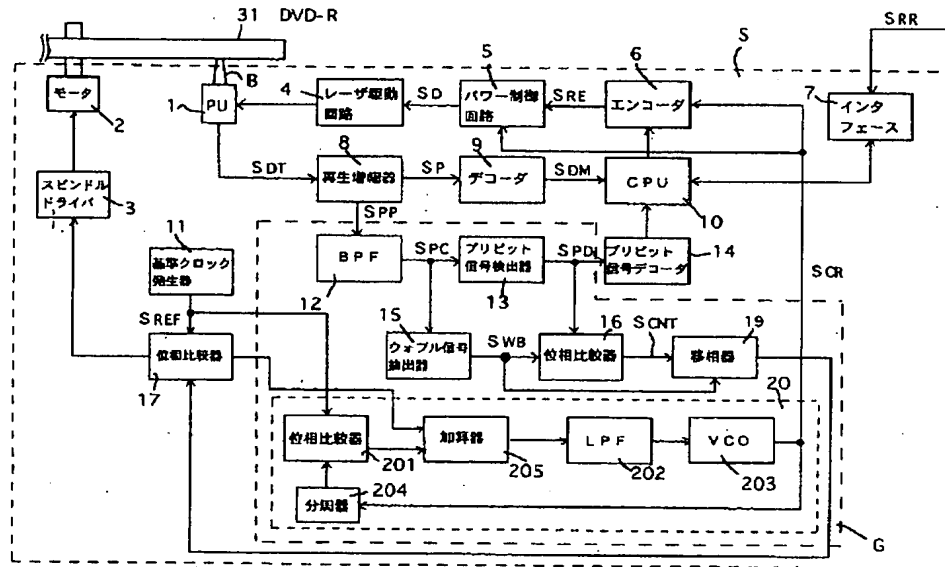 31 DVD-R
SRR
S
B
モータ
2
1
PU
4
レーザ駆動
回路
SD
5
パワー制御
回路
SRE
6
エンコーダ
7
インタ
フェース
スピンドル
ドライバ
3
SDT
8
再生増幅器
SP
9
デコーダ
SDM
CPU
10
SPP
11
基準クロック
発生器
BPF
12
SPC
プリピット
信号検出器
13
SPD
プリピット
信号デコーダ
14
SCR
SREF
位相比較器
17
15
ウォブル信号
抽出器
SWB
16
位相比較器
SCNT
19
移相器
20
位相比較器
201
加算器
205
LPF
202
VCO
203
204
分周器
G